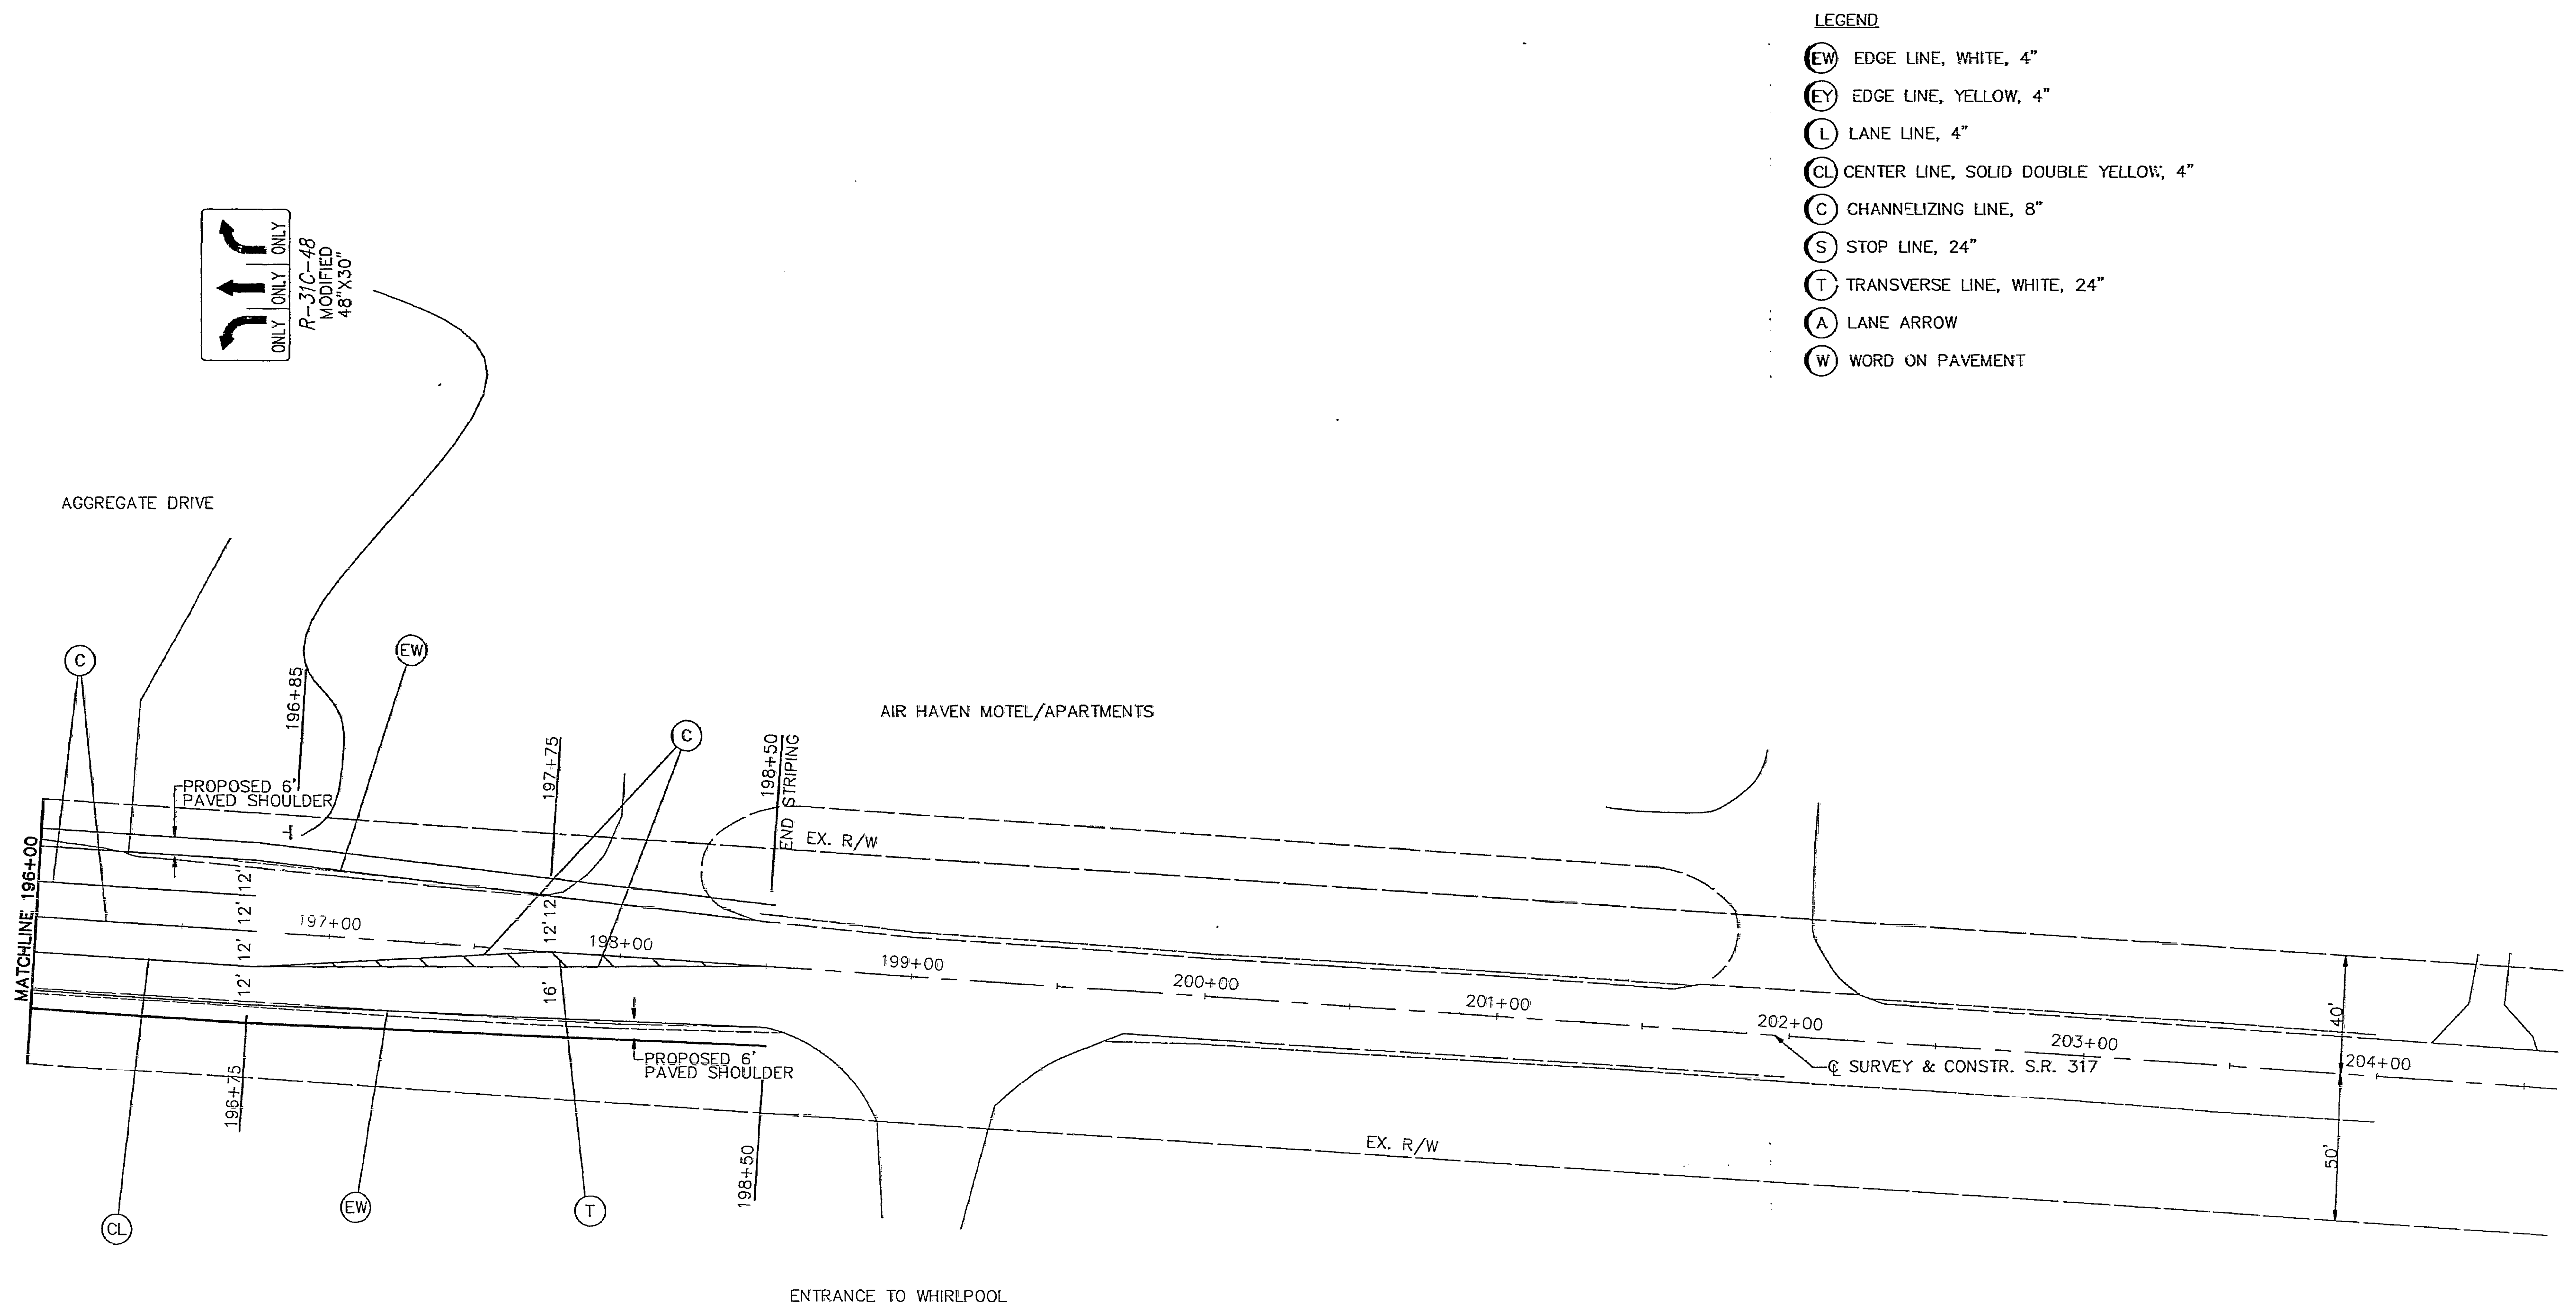 LEGEND
EW EDGE LINE, WHITE, 4"
EY EDGE LINE, YELLOW, 4"
L LANE LINE, 4"
CL CENTER LINE, SOLID DOUBLE YELLOW, 4"
C CHANNELIZING LINE, 8"
S STOP LINE, 24"
T TRANSVERSE LINE, WHITE, 24"
A LANE ARROW
W WORD ON PAVEMENT
ONLY ONLY ONLY
R-31C-48
MODIFIED
48"X30"
AGGREGATE DRIVE
C
EW
196+85
AIR HAVEN MOTEL/APARTMENTS
C
197+75
198+50
END STRIPING
PROPOSED 6'
PAVED SHOULDER
EX. R/W
MATCHLINE 196+00
12' 12' 12' 12'
12' 12'
16'
197+00
198+00
199+00
200+00
201+00
202+00
203+00
204+00
℄ SURVEY & CONSTR. S.R. 317
40'
50'
PROPOSED 6'
PAVED SHOULDER
196+75
198+50
EX. R/W
CL
EW
T
ENTRANCE TO WHIRLPOOL